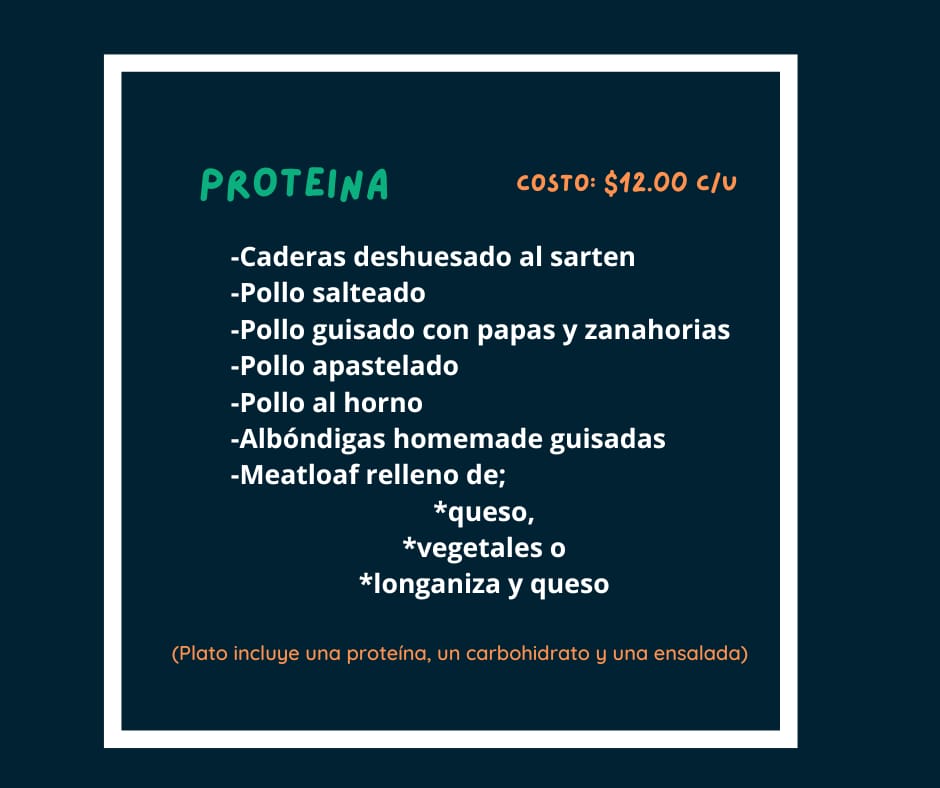 PROTEINA
COSTO: $12.00 C/U
-Caderas deshuesado al sarten
-Pollo salteado
-Pollo guisado con papas y zanahorias
-Pollo apastelado
-Pollo al horno
-Albóndigas homemade guisadas
-Meatloaf relleno de;
*queso,
*vegetales o
*longaniza y queso
(Plato incluye una proteína, un carbohidrato y una ensalada)